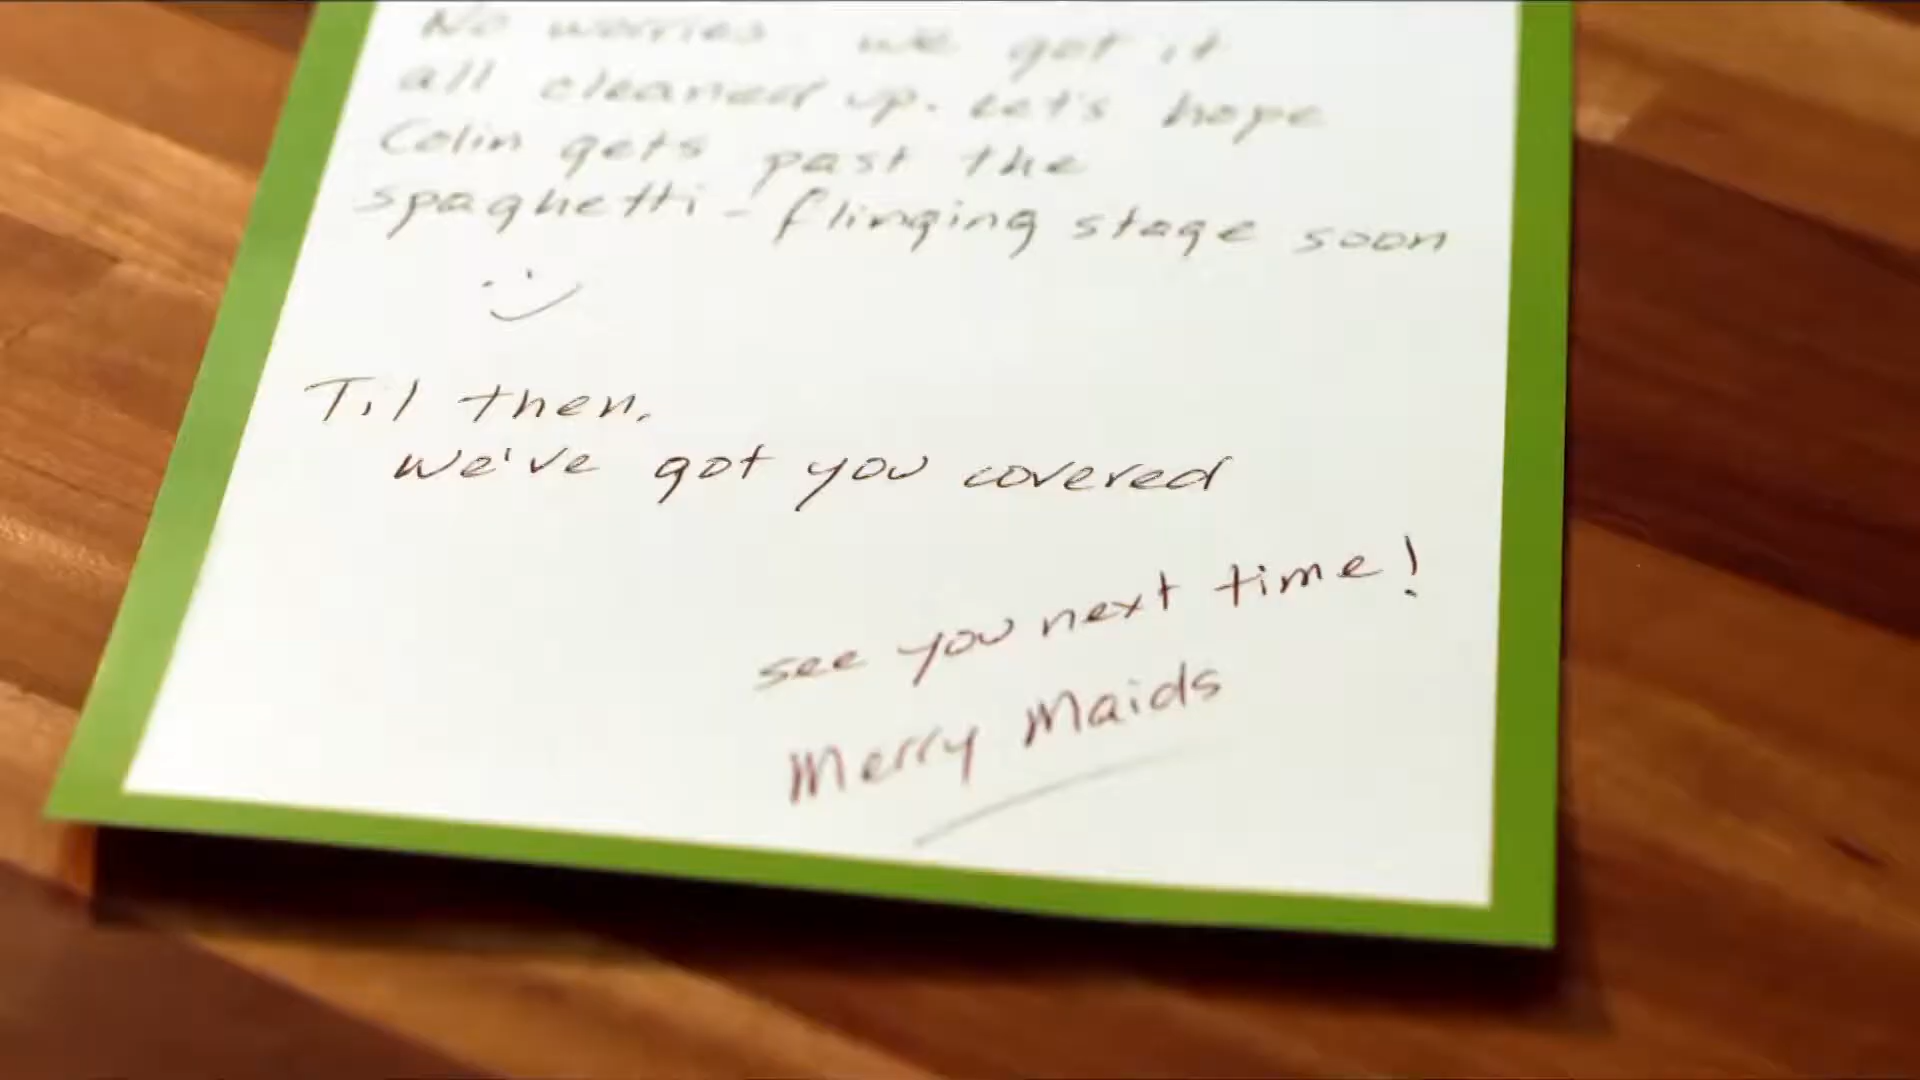 No worries we got it
all cleaned up. Let's hope
Colin gets past the
spaghetti-flinging stage soon
Til then,
we've got you covered
see you next time!
Merry Maids